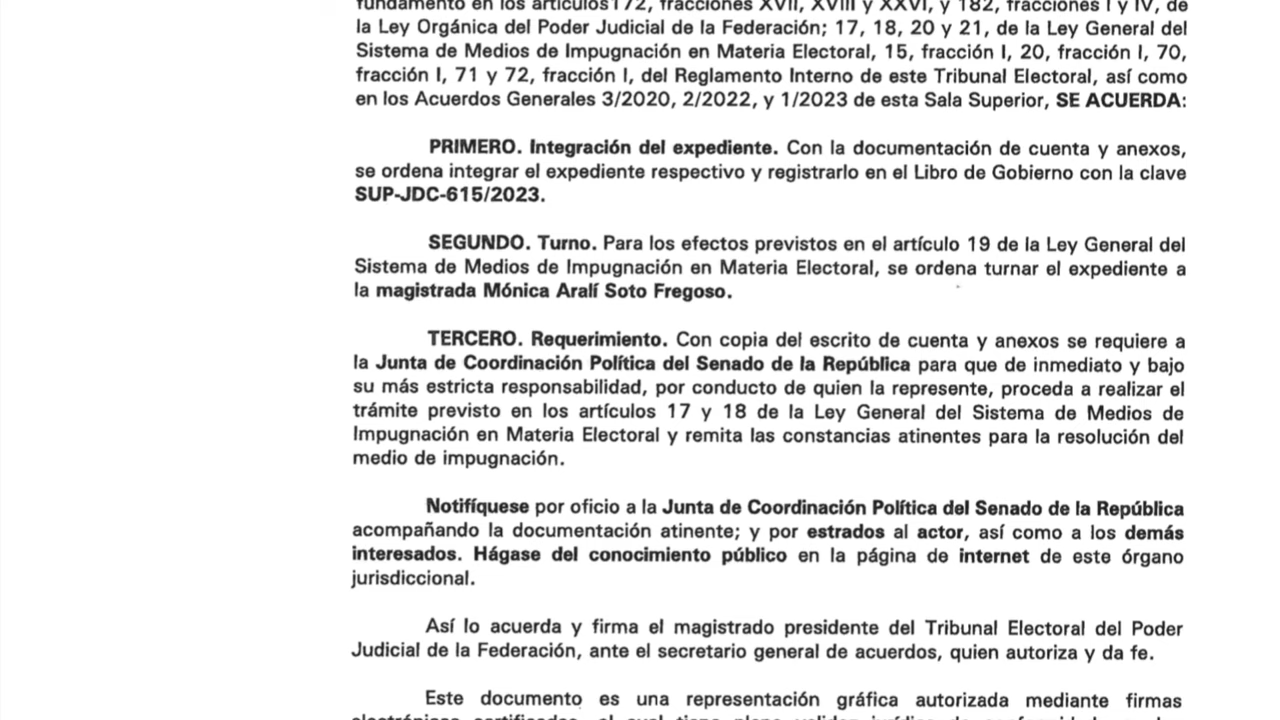 fundamento en los artículos172, fracciones XVII, XVIII y XXVI, y 182, fracciones I y IV, de
la Ley Orgánica del Poder Judicial de la Federación; 17, 18, 20 y 21, de la Ley General del
Sistema de Medios de Impugnación en Materia Electoral, 15, fracción I, 20, fracción I, 70,
fracción I, 71 y 72, fracción I, del Reglamento Interno de este Tribunal Electoral, así como
en los Acuerdos Generales 3/2020, 2/2022, y 1/2023 de esta Sala Superior, SE ACUERDA:
PRIMERO. Integración del expediente. Con la documentación de cuenta y anexos,
se ordena integrar el expediente respectivo y registrarlo en el Libro de Gobierno con la clave
SUP-JDC-615/2023.
SEGUNDO. Turno. Para los efectos previstos en el artículo 19 de la Ley General del
Sistema de Medios de Impugnación en Materia Electoral, se ordena turnar el expediente a
la magistrada Mónica Aralí Soto Fregoso.
TERCERO. Requerimiento. Con copia del escrito de cuenta y anexos se requiere a
la Junta de Coordinación Política del Senado de la República para que de inmediato y bajo
su más estricta responsabilidad, por conducto de quien la represente, proceda a realizar el
trámite previsto en los artículos 17 y 18 de la Ley General del Sistema de Medios de
Impugnación en Materia Electoral y remita las constancias atinentes para la resolución del
medio de impugnación.
Notifíquese por oficio a la Junta de Coordinación Política del Senado de la República
acompañando la documentación atinente; y por estrados al actor, así como a los demás
interesados. Hágase del conocimiento público en la página de internet de este órgano
jurisdiccional.
Así lo acuerda y firma el magistrado presidente del Tribunal Electoral del Poder
Judicial de la Federación, ante el secretario general de acuerdos, quien autoriza y da fe.
Este documento es una representación gráfica autorizada mediante firmas